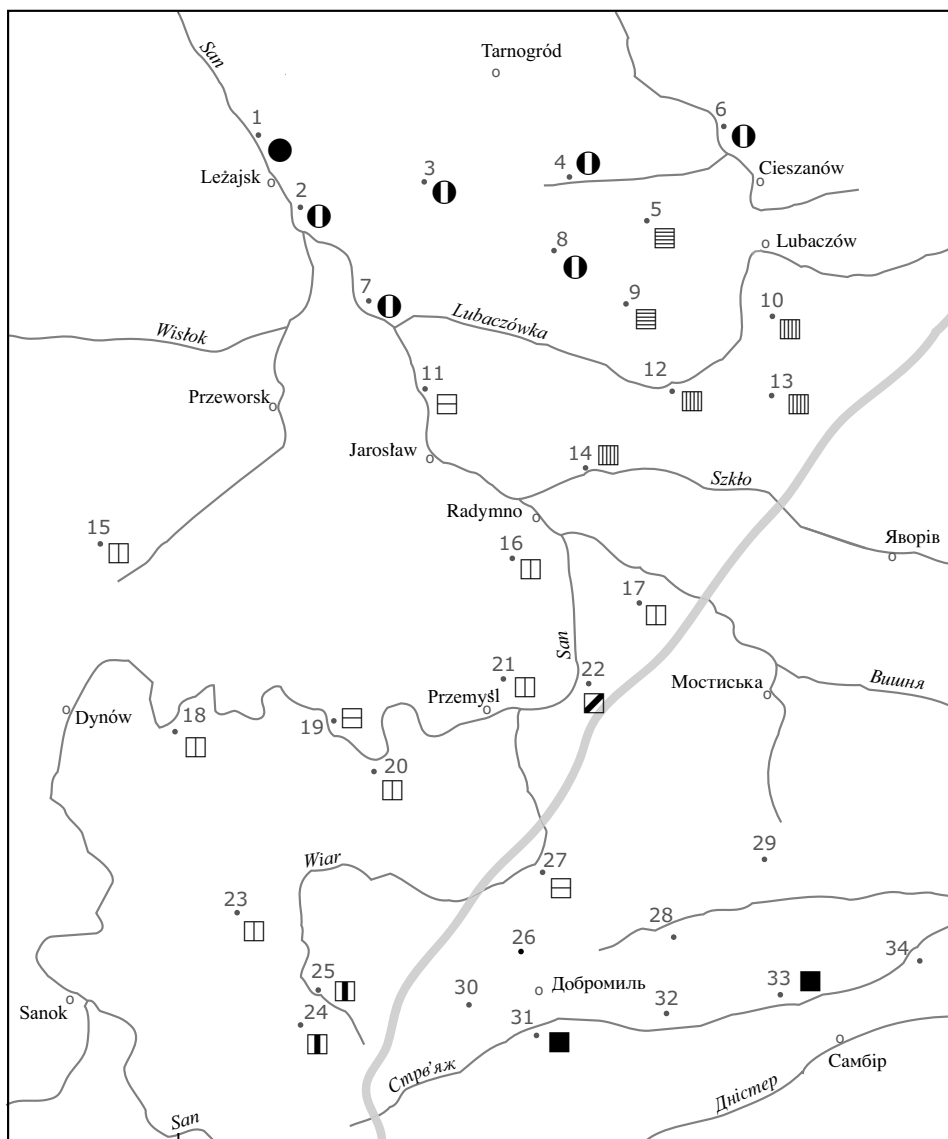 San
Tarnogród
1
6
Leżajsk
3
4
Cieszanów
2
5
8
Lubaczów
7
9
10
Wisłok
Lubaczówka
11
12
13
Przeworsk
Jarosław
14
Szkło
Radymno
15
16
Яворів
17
San
21
22
Мостиська
Вишня
Przemyśl
Dynów
18
19
20
Wiar
27
29
23
28
26
34
25
33
Sanok
30
Добромиль
32
24
31
Самбір
Стрв'яж
Дністер
San